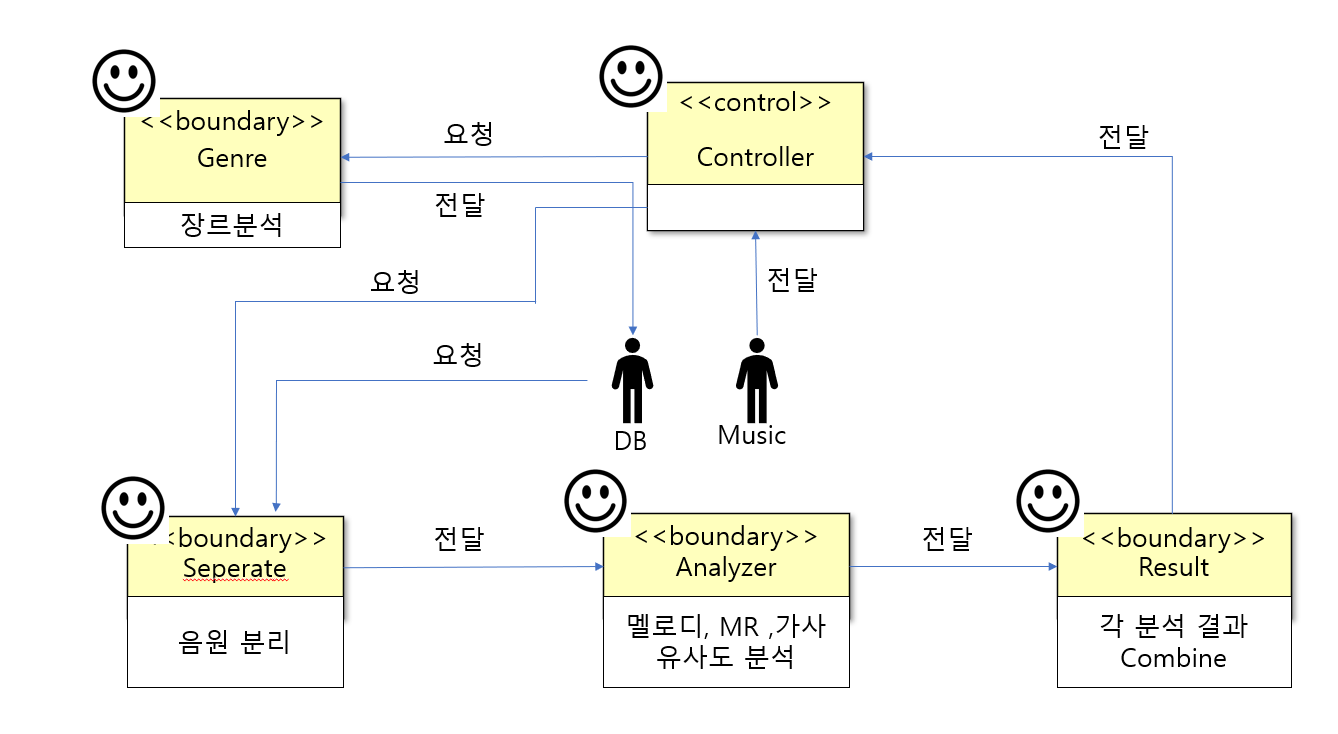 <<boundary>>
Genre
장르분석
요청
전달
<<control>>
Controller
전달
요청
전달
요청
DB
Music
<<boundary>>
Seperate
음원 분리
전달
<<boundary>>
Analyzer
멜로디, MR ,가사
유사도 분석
전달
<<boundary>>
Result
각 분석 결과
Combine